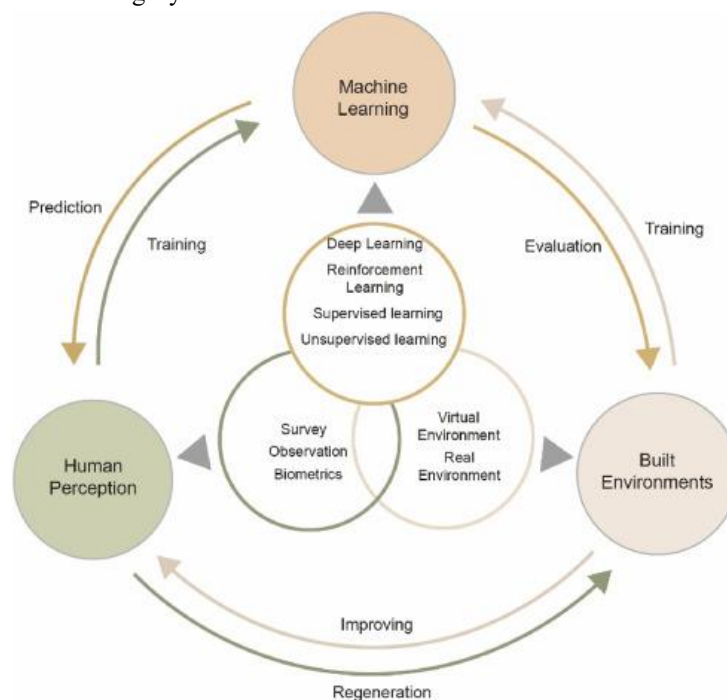 Machine
Learning
Prediction
Training
Evaluation
Training
Deep Learning
Reinforcement
Learning
Supervised learning
Unsupervised learning
Survey
Observation
Biometrics
Virtual
Environment
Real
Environment
Human
Perception
Built
Environments
Improving
Regeneration